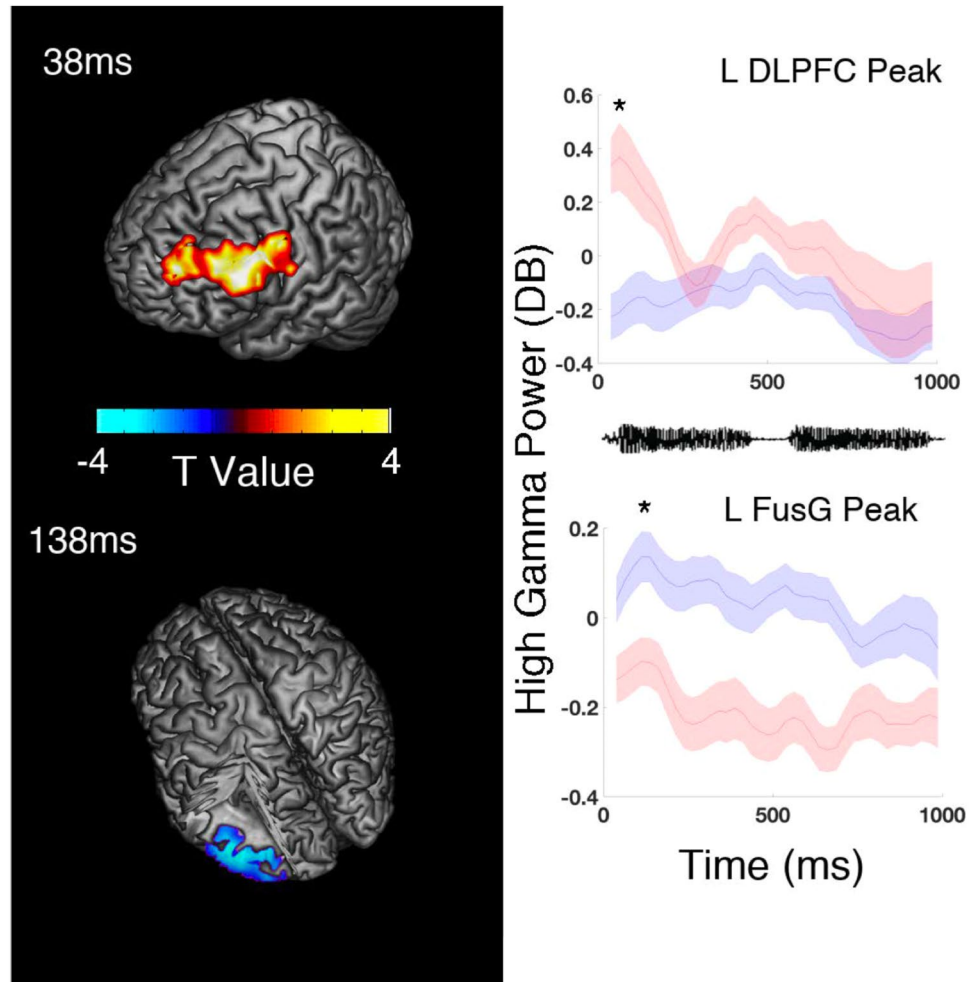 38ms
-4
4
T Value
138ms
L DLPFC Peak
*
0.6
0.4
0.2
0
-0.2
-0.4
0
500
1000
High Gamma Power (DB)
L FusG Peak
*
0.2
0
-0.2
-0.4
0
500
1000
Time (ms)